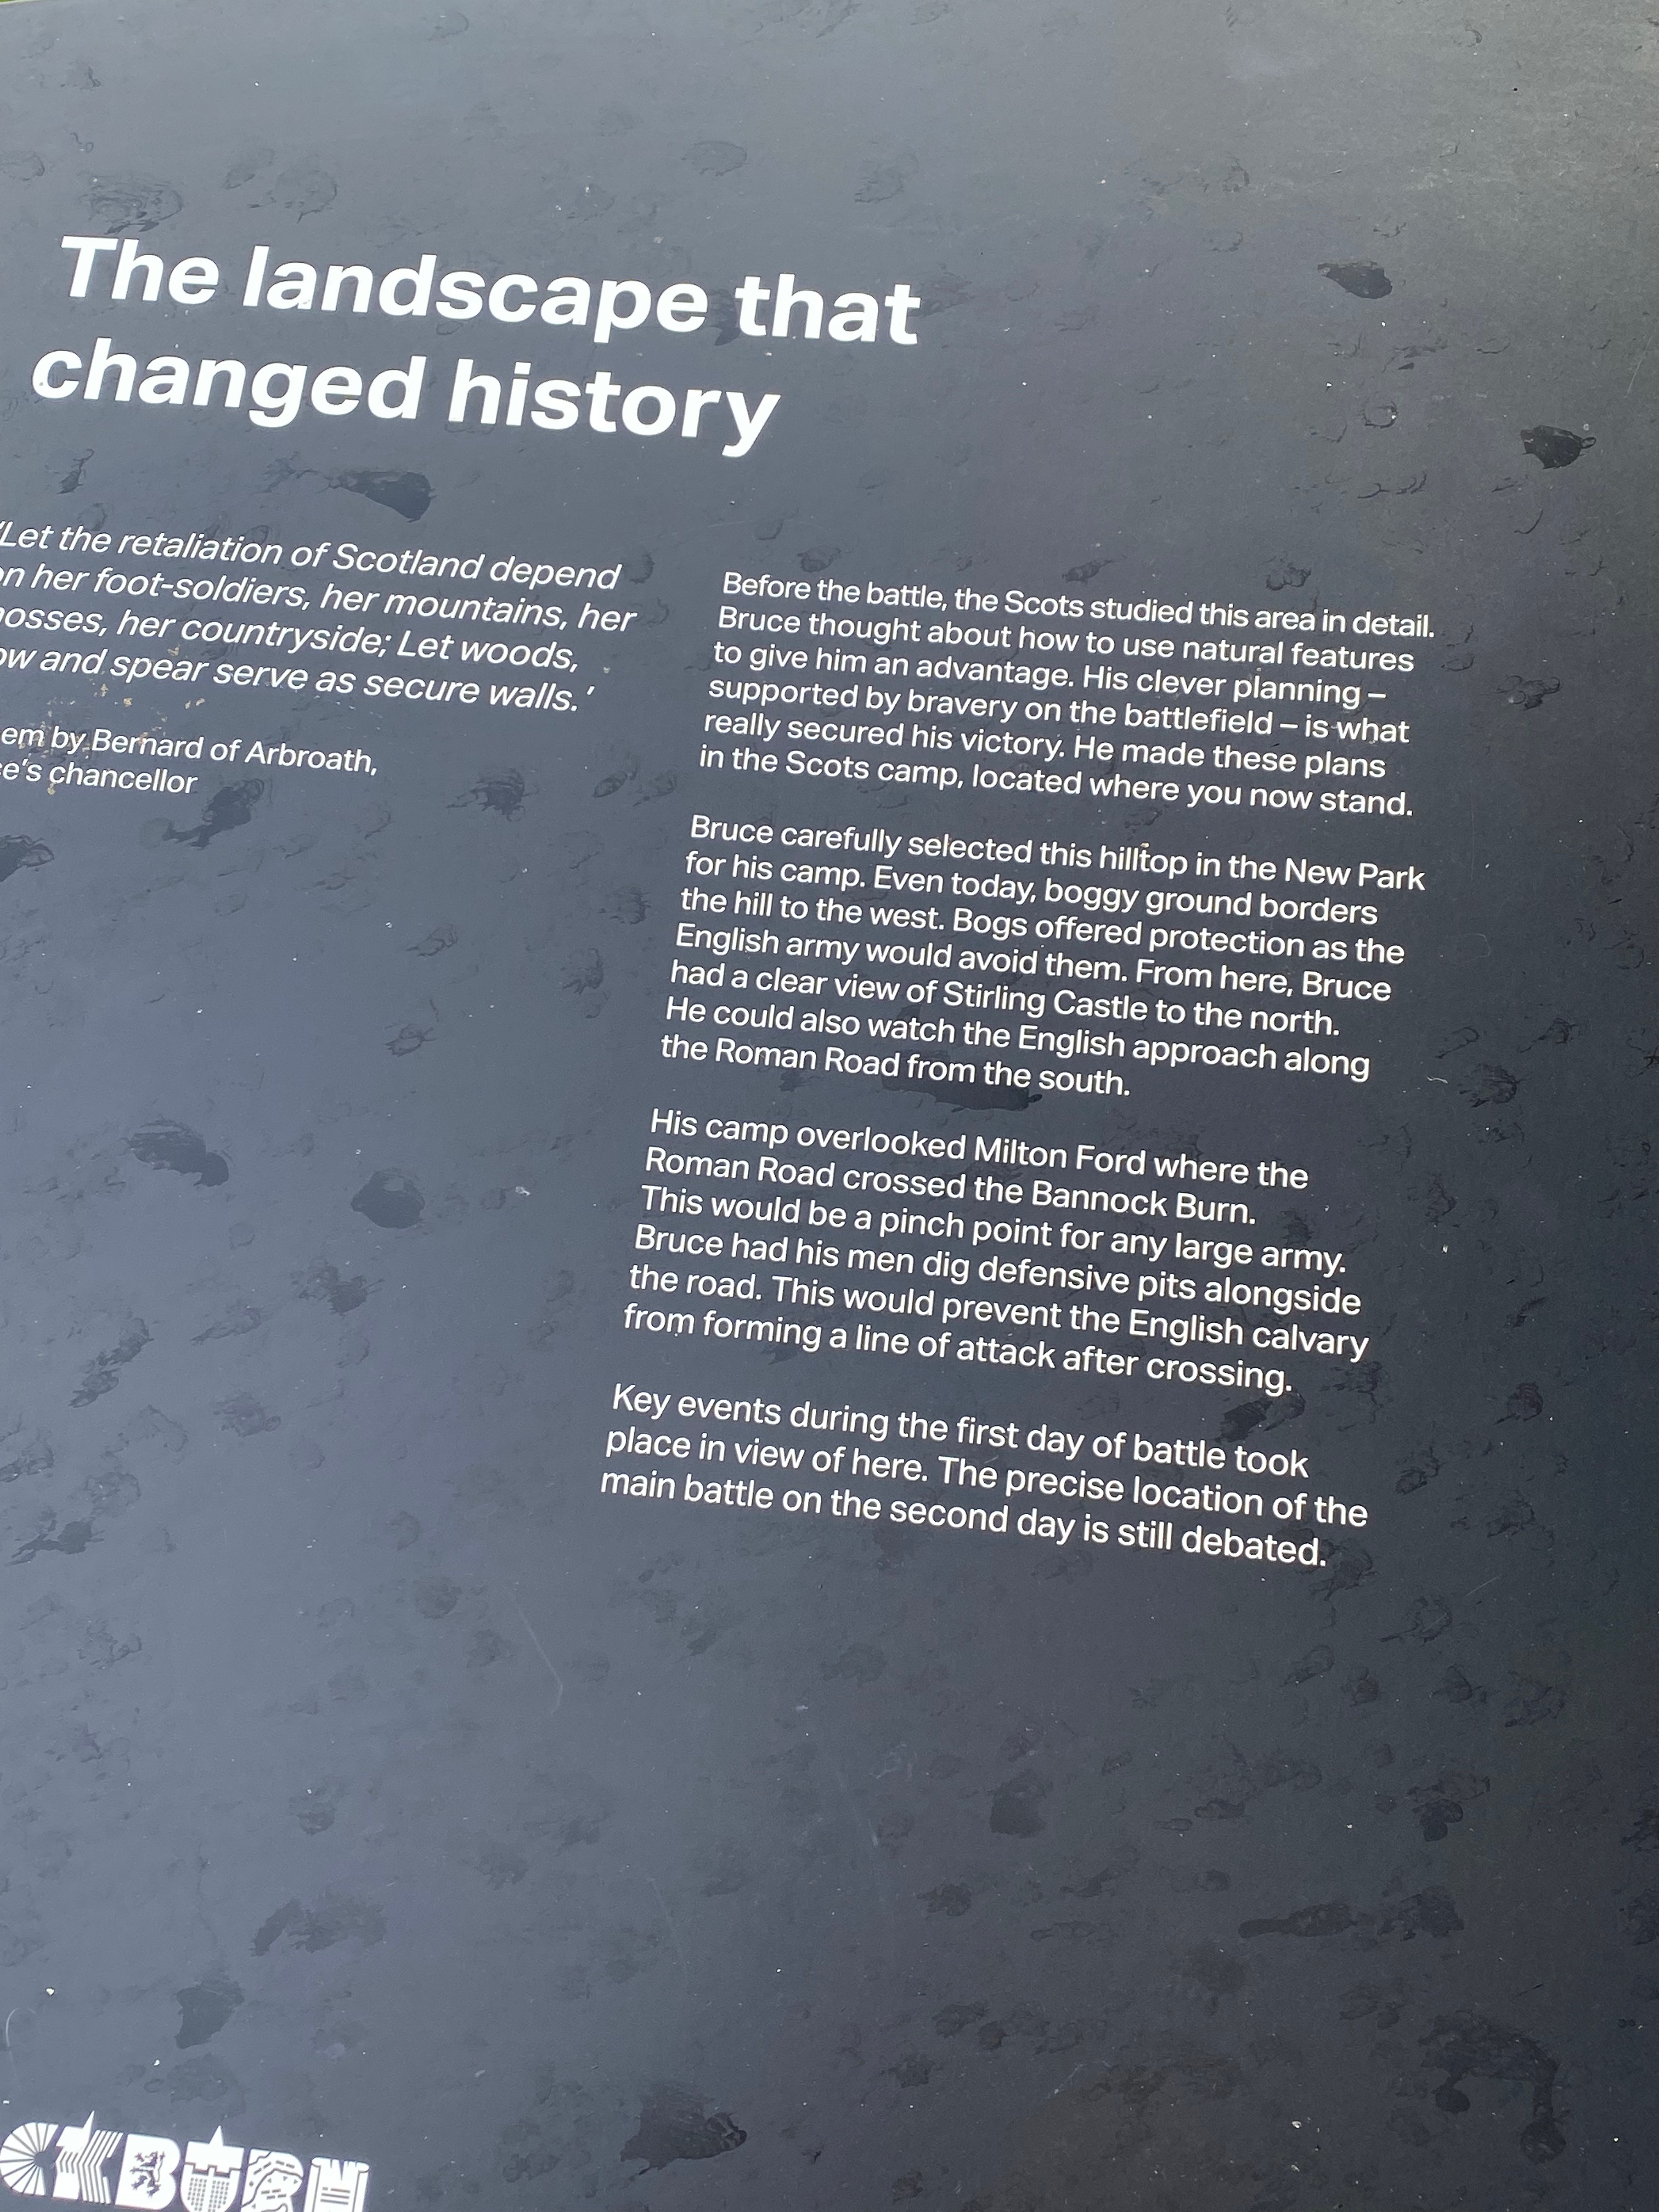 The landscape that
changed history
'Let the retaliation of Scotland depend
on her foot-soldiers, her mountains, her
mosses, her countryside; Let woods,
bow and spear serve as secure walls.'
by Bernard of Arbroath,
chancellor
Before the battle, the Scots studied this area in detail.
Bruce thought about how to use natural features
to give him an advantage. His clever planning –
supported by bravery on the battlefield – is what
really secured his victory. He made these plans
in the Scots camp, located where you now stand.
Bruce carefully selected this hilltop in the New Park
for his camp. Even today, boggy ground borders
the hill to the west. Bogs offered protection as the
English army would avoid them. From here, Bruce
had a clear view of Stirling Castle to the north.
He could also watch the English approach along
the Roman Road from the south.
His camp overlooked Milton Ford where the
Roman Road crossed the Bannock Burn.
This would be a pinch point for any large army.
Bruce had his men dig defensive pits alongside
the road. This would prevent the English calvary
from forming a line of attack after crossing.
Key events during the first day of battle took
place in view of here. The precise location of the
main battle on the second day is still debated.
CKBURN